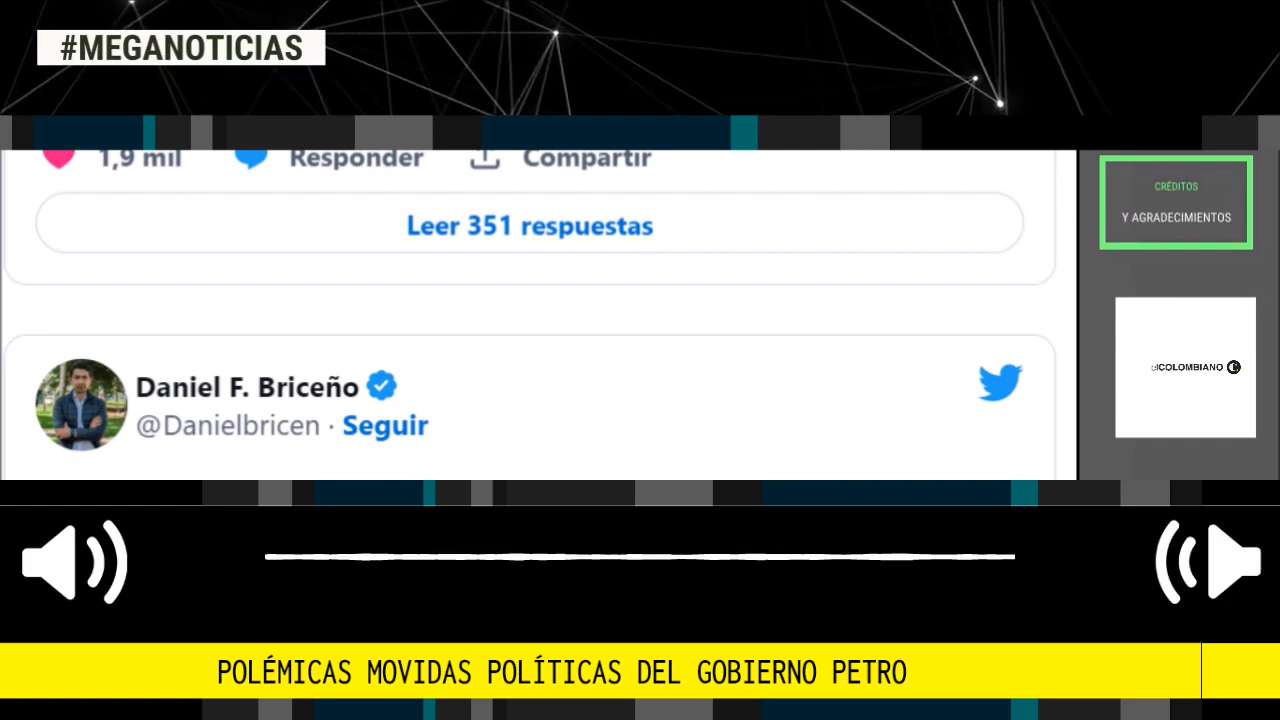 #MEGANOTICIAS
1,9 mil Responder Compartir
Leer 351 respuestas
Daniel F. Briceño
@Danielbricen · Seguir
CRÉDITOS
Y AGRADECIMIENTOS
elCOLOMBIANO C
POLÉMICAS MOVIDAS POLÍTICAS DEL GOBIERNO PETRO